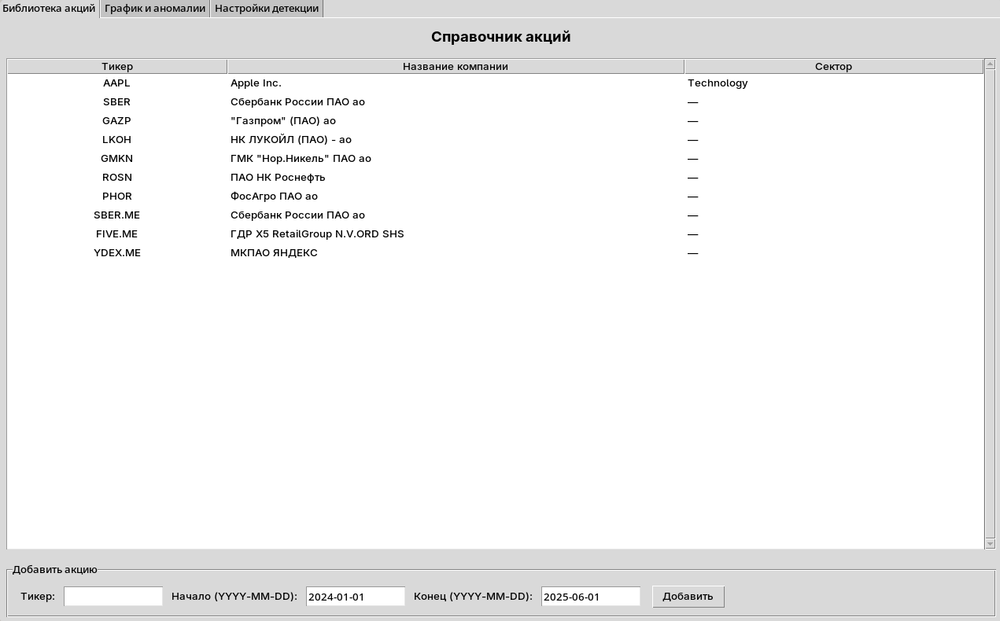 Библиотека акций График и аномалии Настройки детекции
Справочник акций
Тикер Название компании Сектор
AAPL Apple Inc. Technology
SBER Сбербанк России ПАО ао —
GAZP "Газпром" (ПАО) ао —
LKOH НК ЛУКОЙЛ (ПАО) - ао —
GMKN ГМК "Нор.Никель" ПАО ао —
ROSN ПАО НК Роснефть —
PHOR ФосАгро ПАО ао —
SBER.ME Сбербанк России ПАО ао —
FIVE.ME ГДР X5 RetailGroup N.V.ORD SHS —
YDEX.ME МКПАО ЯНДЕКС —
Добавить акцию
Тикер: Начало (YYYY-MM-DD): 2024-01-01 Конец (YYYY-MM-DD): 2025-06-01 Добавить